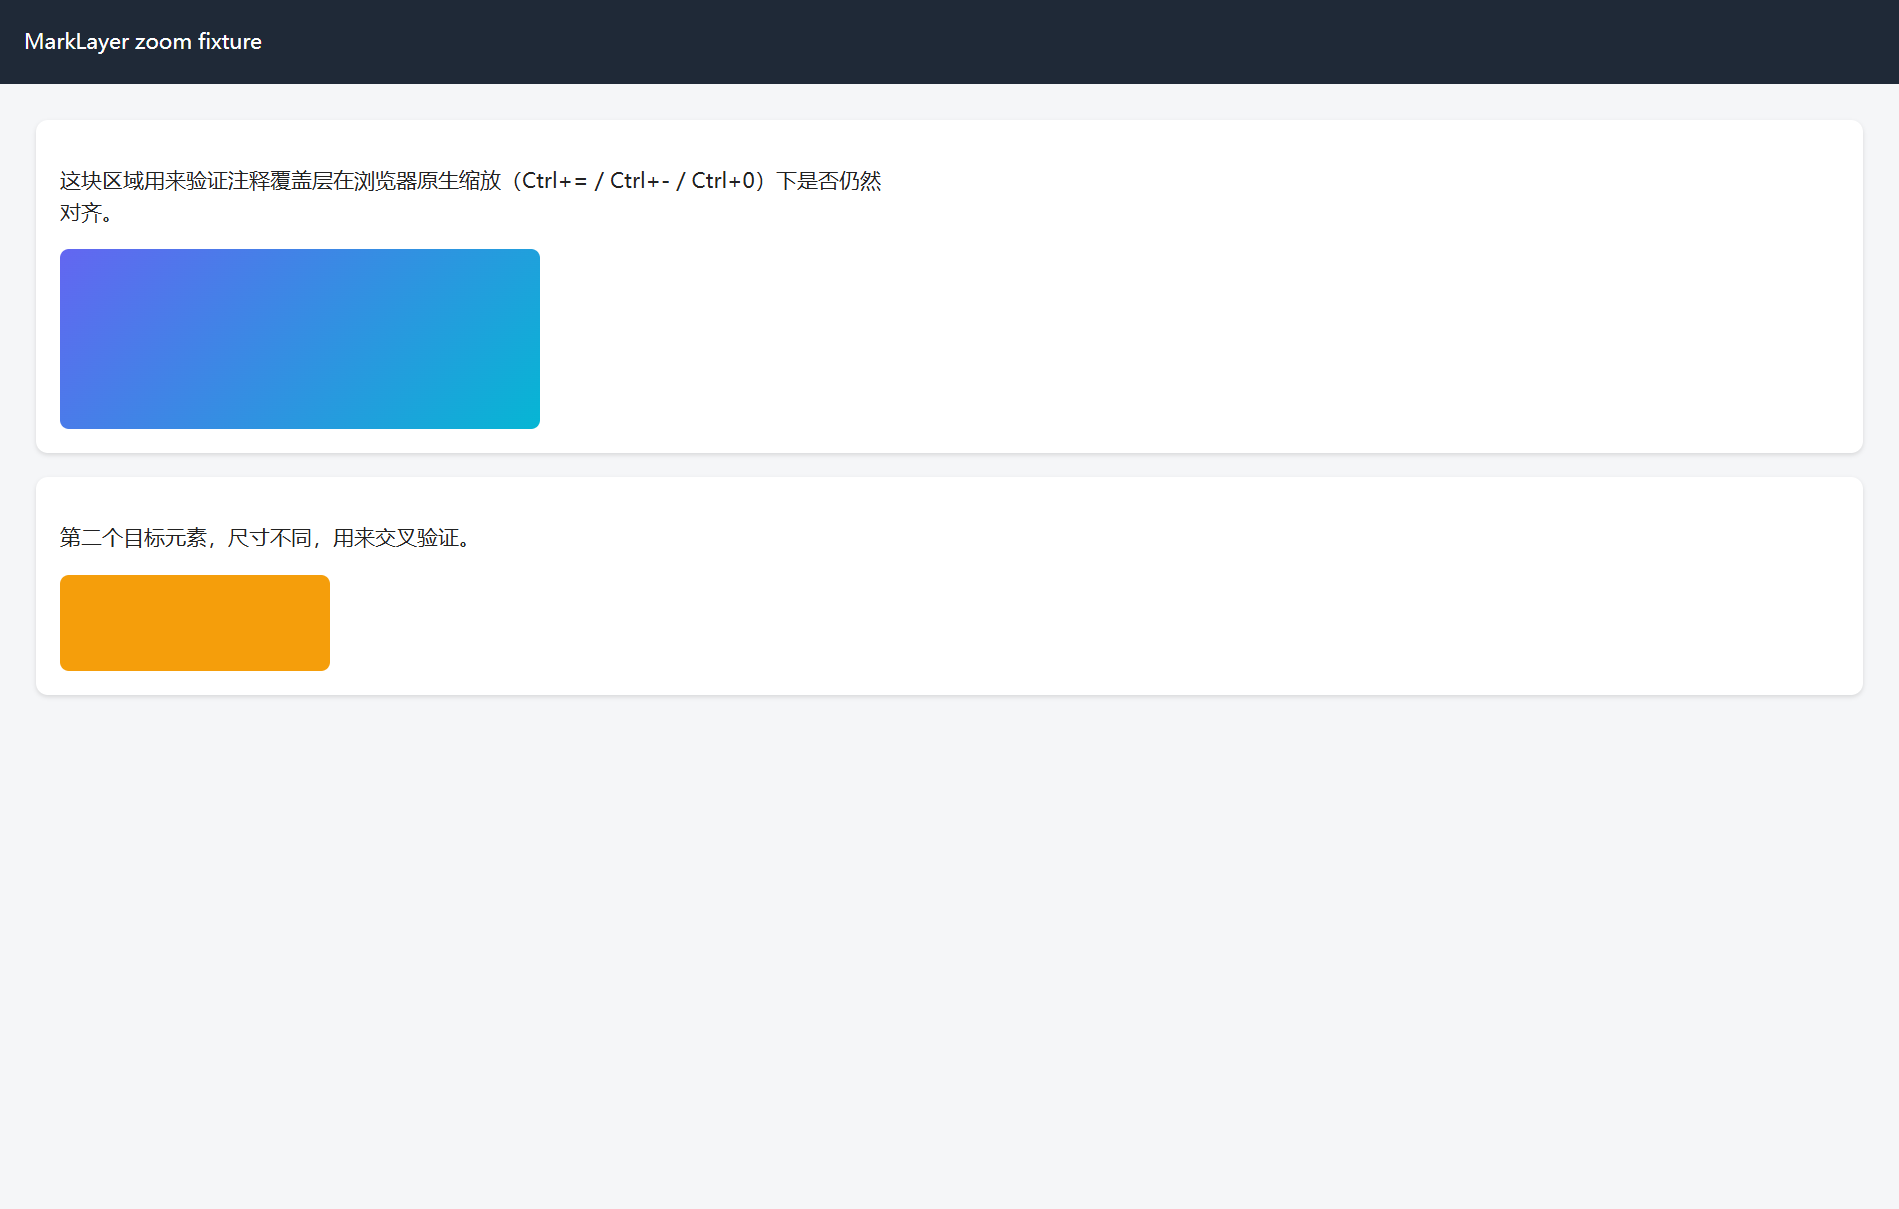 MarkLayer zoom fixture
这块区域用来验证注释覆盖层在浏览器原生缩放（Ctrl+= / Ctrl+- / Ctrl+0）下是否仍然
对齐。
第二个目标元素，尺寸不同，用来交叉验证。